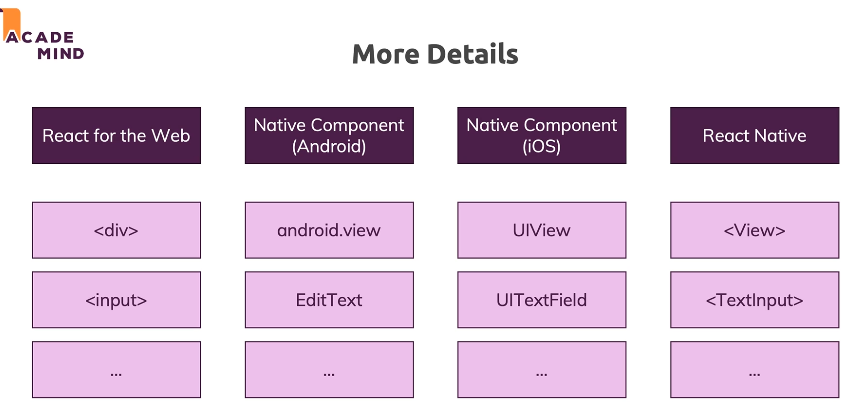 ACADE
MIND
More Details
React for the Web
Native Component
(Android)
Native Component
(iOS)
React Native
<div>
android.view
UIView
<View>
<input>
EditText
UITextField
<TextInput>
...
...
...
...